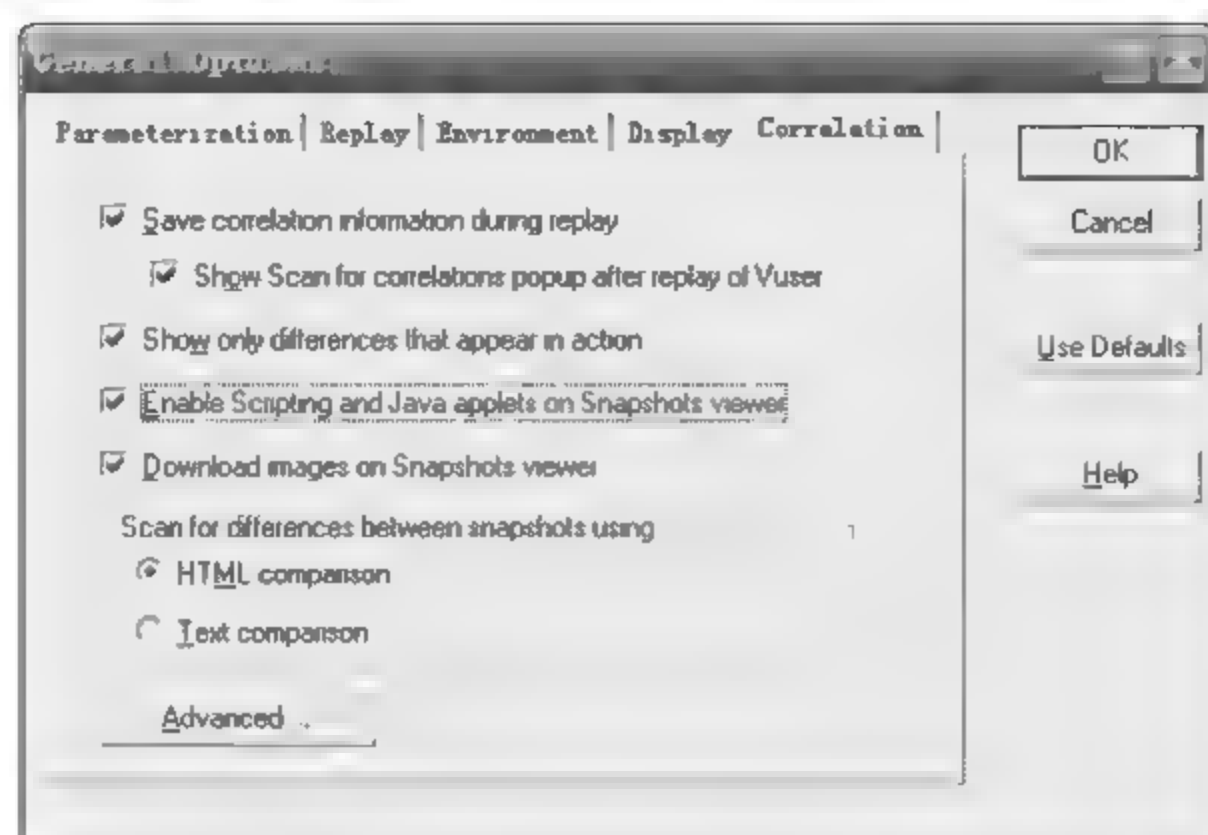 General Options
Parameterization Replay Environment Display Correlation
OK
Save correlation information during replay
Cancel
Show Scan for correlations popup after replay of Vuser
Show only differences that appear in action
Use Defaults
Enable Scripting and Java applets on Snapshots viewer
Download images on Snapshots viewer
Help
Scan for differences between snapshots using
HTML comparison
Text comparison
Advanced ..